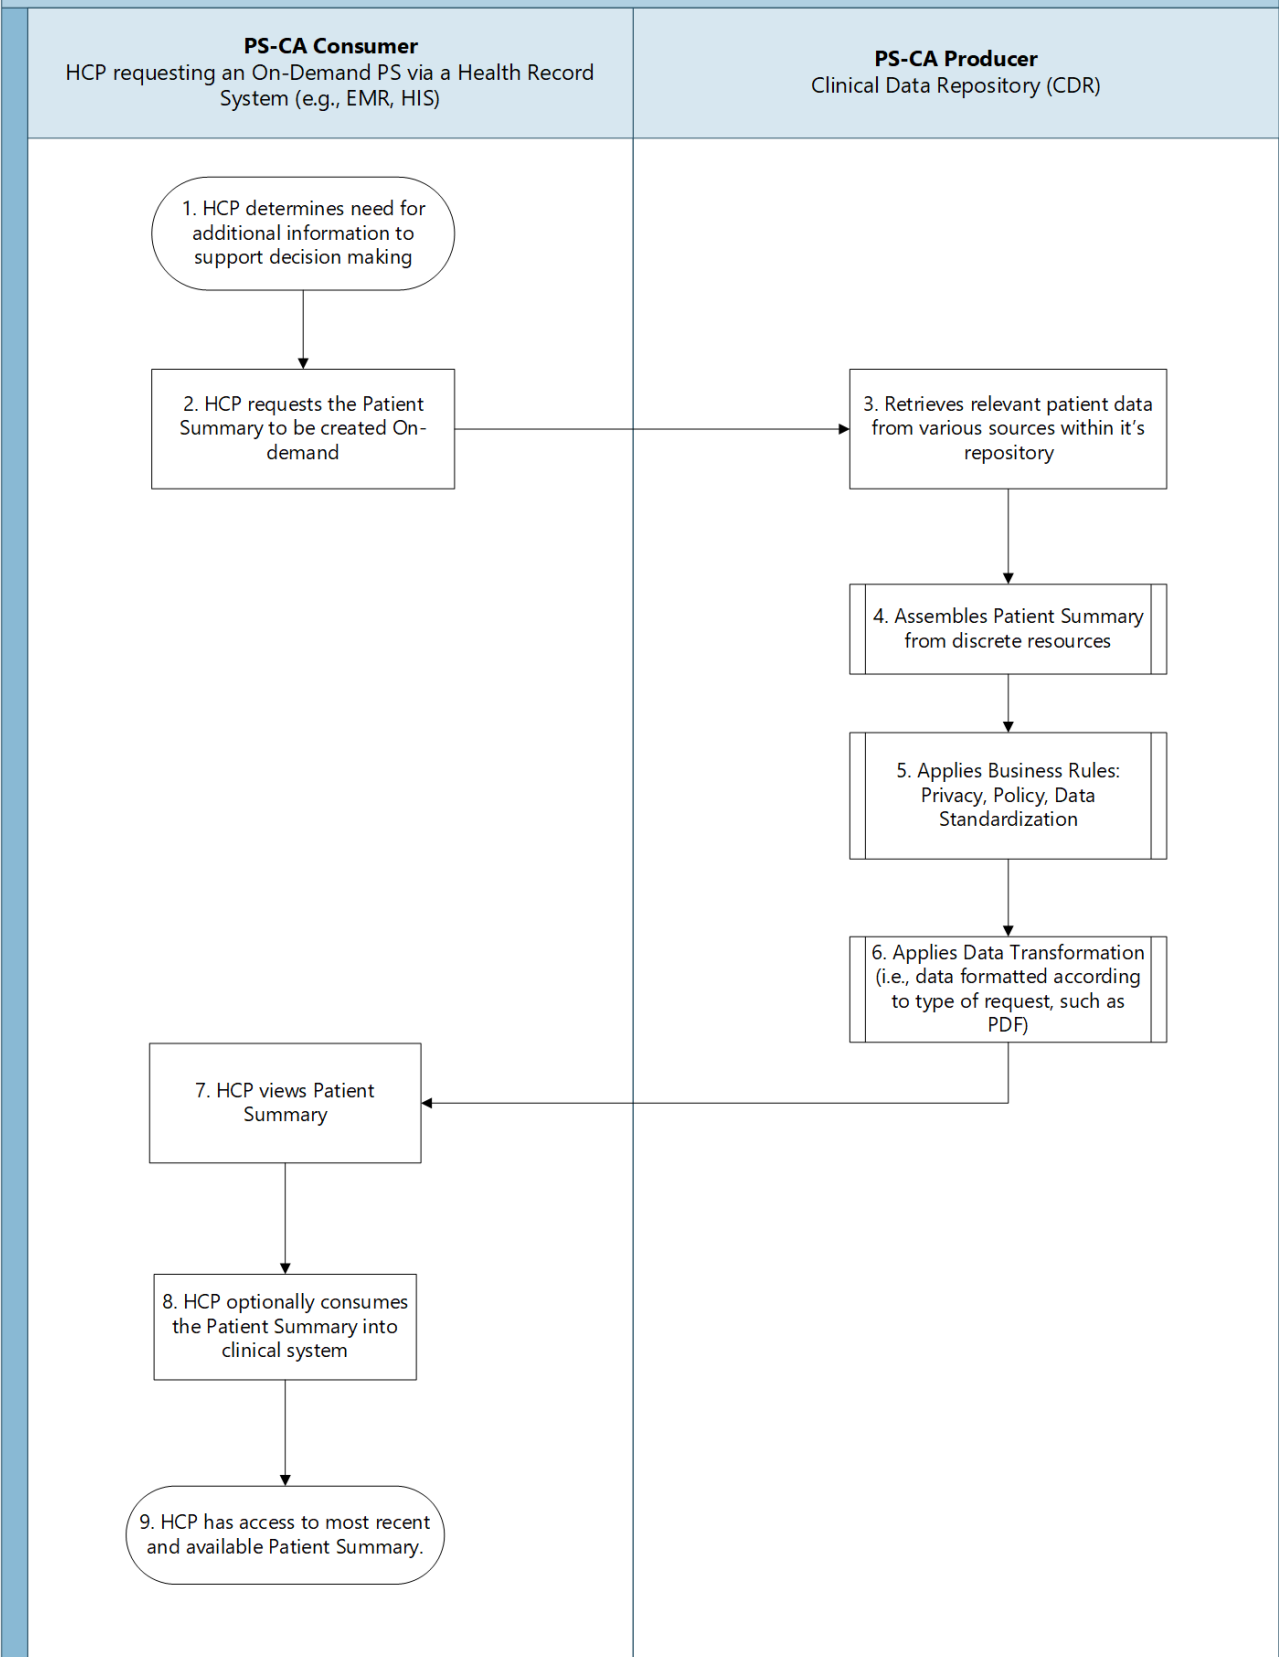 PS-CA Consumer
HCP requesting an On-Demand PS via a Health Record
System (e.g., EMR, HIS)
PS-CA Producer
Clinical Data Repository (CDR)
1. HCP determines need for
additional information to
support decision making
2. HCP requests the Patient
Summary to be created On-
demand
3. Retrieves relevant patient data
from various sources within it's
repository
4. Assembles Patient Summary
from discrete resources
5. Applies Business Rules:
Privacy, Policy, Data
Standardization
6. Applies Data Transformation
(i.e., data formatted according
to type of request, such as
PDF)
7. HCP views Patient
Summary
8. HCP optionally consumes
the Patient Summary into
clinical system
9. HCP has access to most recent
and available Patient Summary.